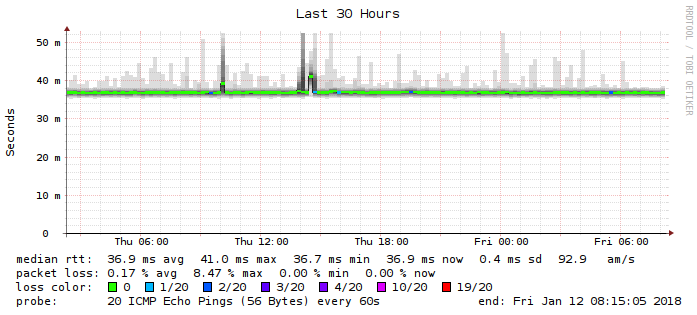 Last 30 Hours
RRDTOOL / TOBI OETIKER
Seconds
50 m
40 m
30 m
20 m
10 m
0
Thu 06:00 Thu 12:00 Thu 18:00 Fri 00:00 Fri 06:00
median rtt: 36.9 ms avg 41.0 ms max 36.7 ms min 36.9 ms now 0.4 ms sd 92.9 am/s
packet loss: 0.17 % avg 8.47 % max 0.00 % min 0.00 % now
loss color: 0 1/20 2/20 3/20 4/20 10/20 19/20
probe: 20 ICMP Echo Pings (56 Bytes) every 60s end: Fri Jan 12 08:15:05 2018